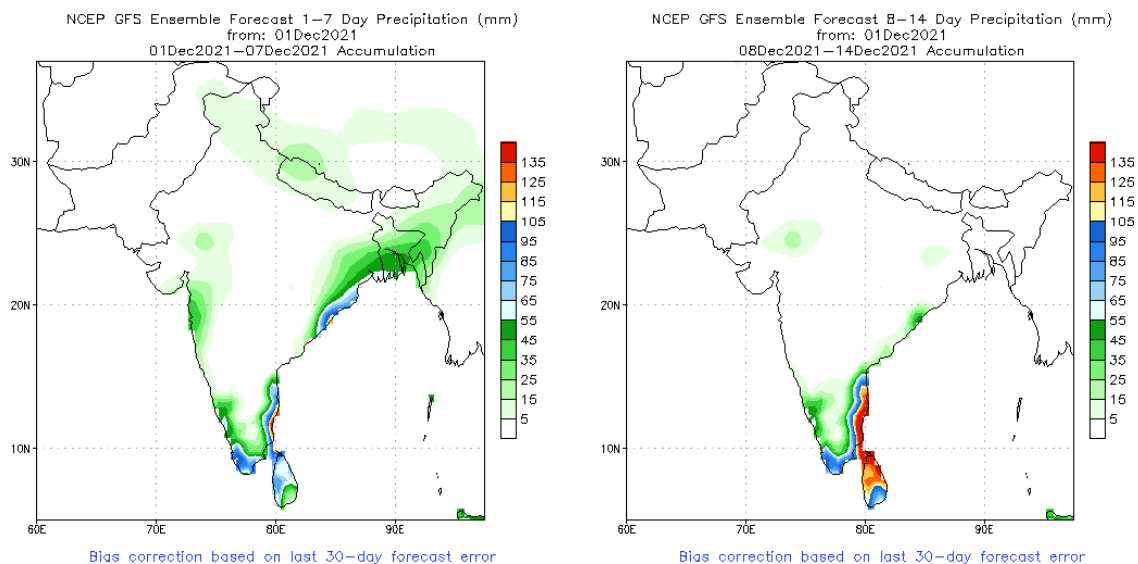 NCEP GFS Ensemble Forecast 1-7 Day Precipitation (mm)
from: 01Dec2021
01Dec2021-07Dec2021 Accumulation
30N
20N
10N
60E
70E
80E
90E
135
125
115
105
95
85
75
65
55
45
35
25
15
5
Bias correction based on last 30-day forecast error
NCEP GFS Ensemble Forecast 8-14 Day Precipitation (mm)
from: 01Dec2021
08Dec2021-14Dec2021 Accumulation
30N
20N
10N
60E
70E
80E
90E
135
125
115
105
95
85
75
65
55
45
35
25
15
5
Bias correction based on last 30-day forecast error